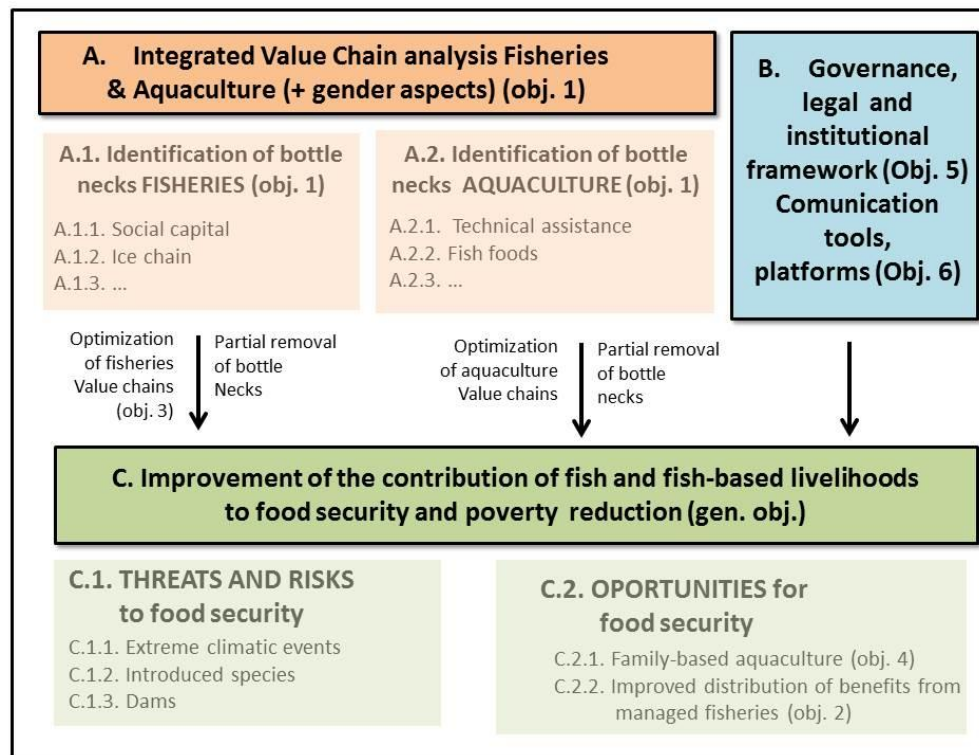 A. Integrated Value Chain analysis Fisheries
& Aquaculture (+ gender aspects) (obj. 1)
B. Governance,
legal and
institutional
framework (Obj. 5)
Comunication
tools,
platforms (Obj. 6)
A.1. Identification of bottle
necks FISHERIES (obj. 1)
A.1.1. Social capital
A.1.2. Ice chain
A.1.3. ...
A.2. Identification of bottle
necks AQUACULTURE (obj. 1)
A.2.1. Technical assistance
A.2.2. Fish foods
A.2.3. ...
Optimization
of fisheries
Value chains
(obj. 3)
Partial removal
of bottle
Necks
Optimization
of aquaculture
Value chains
Partial removal
of bottle
necks
C. Improvement of the contribution of fish and fish-based livelihoods
to food security and poverty reduction (gen. obj.)
C.1. THREATS AND RISKS
to food security
C.1.1. Extreme climatic events
C.1.2. Introduced species
C.1.3. Dams
C.2. OPORTUNITIES for
food security
C.2.1. Family-based aquaculture (obj. 4)
C.2.2. Improved distribution of benefits from
managed fisheries (obj. 2)